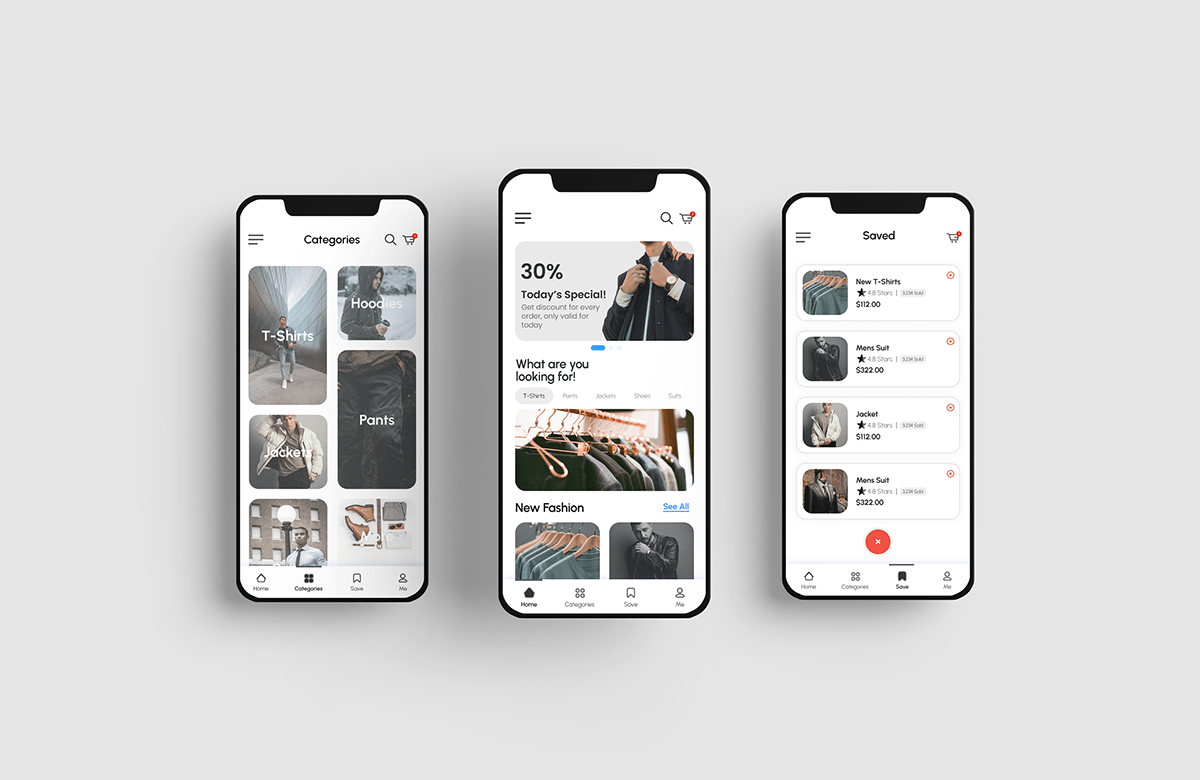 Categories
T-Shirts
Hoodies
Jackets
Pants
More
Home
Categories
Save
Me
30%
Today's Special!
Get discount for every
order, only valid for
today
What are you
looking for!
T-Shirts
Pants
Jackets
Shoes
Suits
New Fashion
See All
Home
Categories
Save
Me
Saved
New T-Shirts
4.8 Stars | 3,234 Sold
$112.00
Mens Suit
4.8 Stars | 3,234 Sold
$322.00
Jacket
4.8 Stars | 3,234 Sold
$112.00
Mens Suit
4.8 Stars | 3,234 Sold
$322.00
Home
Categories
Save
Me